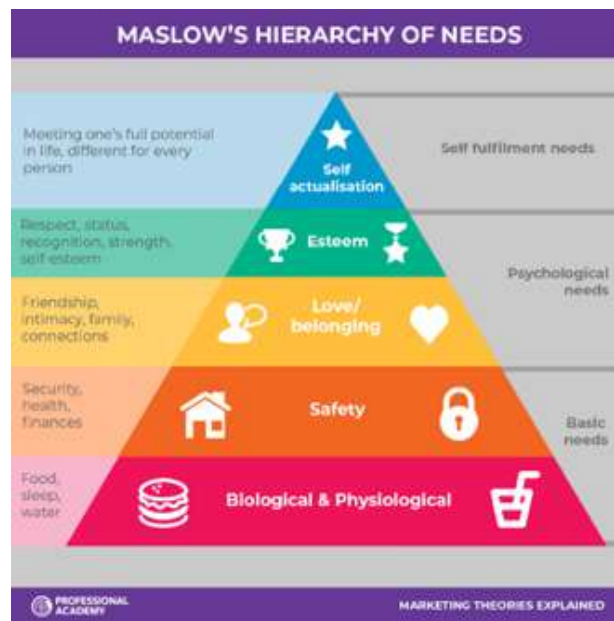 MASLOW'S HIERARCHY OF NEEDS
Meeting one's full potential
in life, different for every
person
Self
actualisation
Self fulfilment needs
Respect, status,
recognition, strength,
self esteem
Esteem
Psychological
needs
Friendship,
intimacy, family,
connections
Love/
belonging
Security,
health,
finances
Safety
Basic
needs
Food,
sleep,
water
Biological & Physiological
PROFESSIONAL
ACADEMY
MARKETING THEORIES EXPLAINED